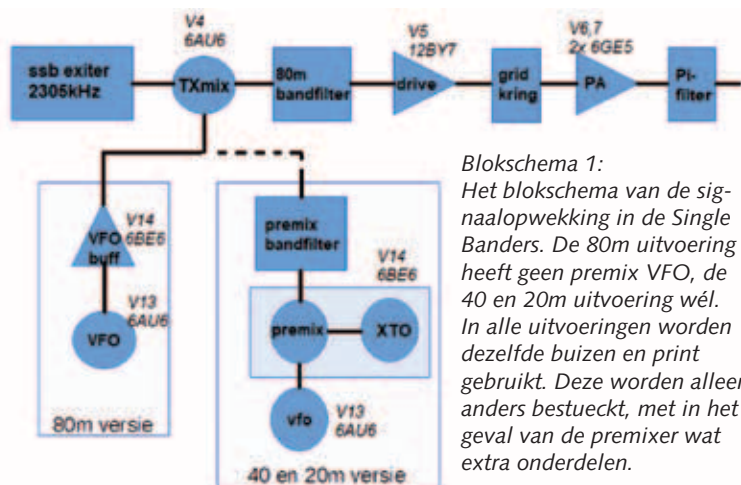 V4
6AU6
V5
12BY7
V6,7
2x 6GE5
ssb exiter
2305kHz
TXmix
80m
bandfilter
drive
grid
kring
PA
Pi-
filter
V14
6BE6
VFO
buff
V13
6AU6
VFO
80m versie
premix
bandfilter
V14
6BE6
premix
XTO
vfo
V13
6AU6
40 en 20m versie
Blokschema 1:
Het blokschema van de sig-
naalopwekking in de Single
Banders. De 80m uitvoering
heeft geen premix VFO, de
40 en 20m uitvoering wél.
In alle uitvoeringen worden
dezelfde buizen en print
gebruikt. Deze worden alleen
anders bestueckt, met in het
geval van de premixer wat
extra onderdelen.